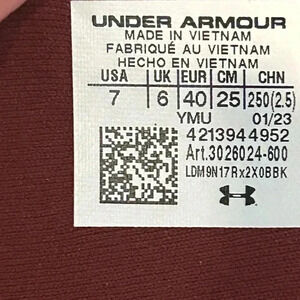 UNDER ARMOUR
MADE IN VIETNAM
FABRIQUÉ AU VIETNAM
HECHO EN VIETNAM
USA UK EUR CM CHN
7 6 40 25 250(2.5)
YMU 01/23
4213944952
Art.3026024-600
LDM9N17Rx2X0BBK